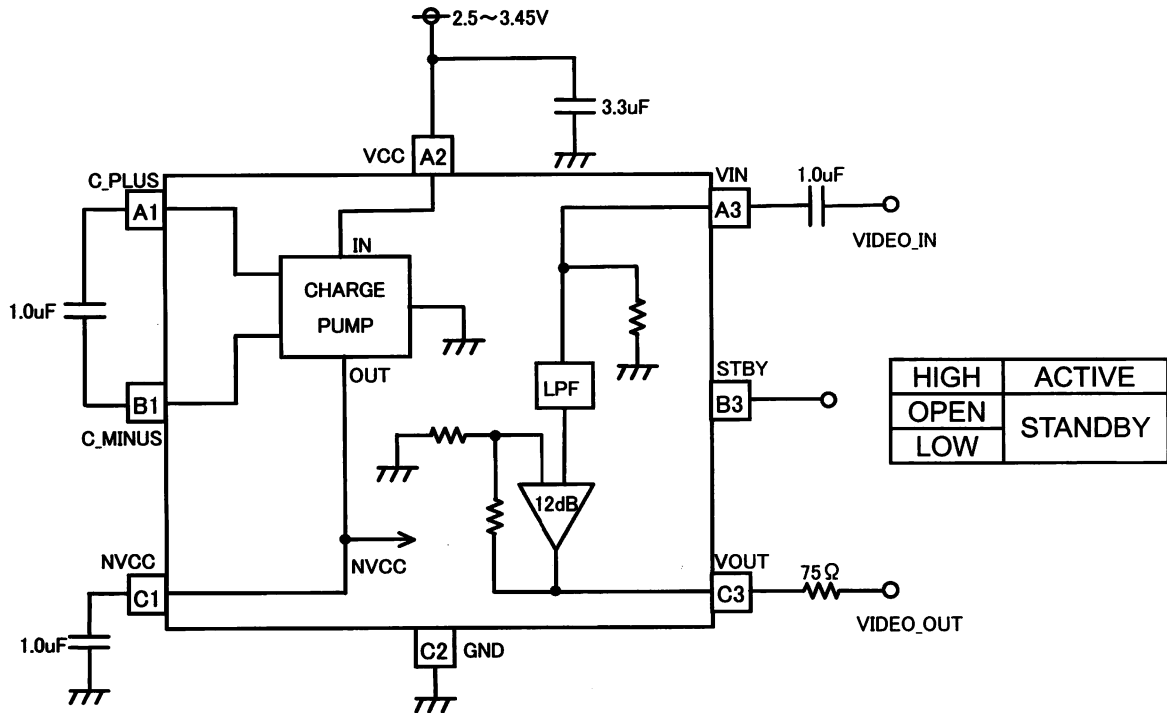 2.5～3.45V
3.3uF
VCC
A2
C_PLUS
A1
VIN
A3
1.0uF
VIDEO_IN
IN
CHARGE
PUMP
OUT
1.0uF
LPF
STBY
B3
HIGH ACTIVE
OPEN STANDBY
LOW
B1
C_MINUS
12dB
NVCC
NVCC
C1
VOUT
C3
75Ω
VIDEO_OUT
1.0uF
C2
GND